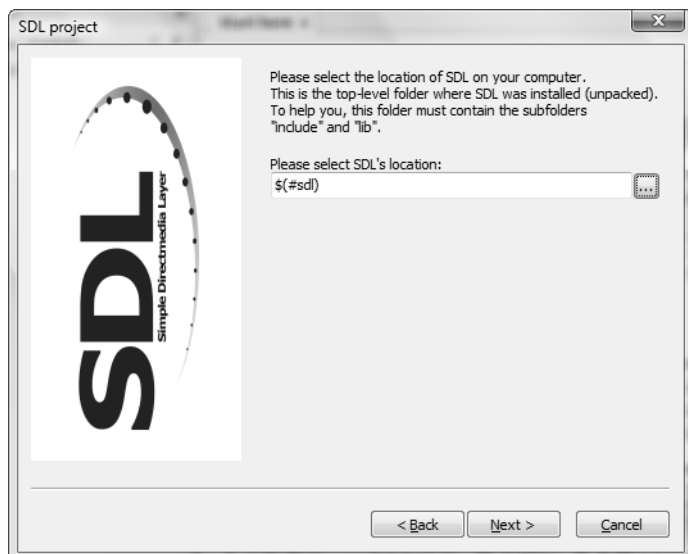 SDL project
SDL
Simple Directmedia Layer
Please select the location of SDL on your computer.
This is the top-level folder where SDL was installed (unpacked).
To help you, this folder must contain the subfolders
"include" and "lib".
Please select SDL's location:
$(#sdl)
...
< Back
Next >
Cancel